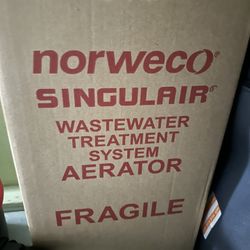 norweco®
SINGULAIR®
WASTEWATER
TREATMENT
SYSTEM
AERATOR
FRAGILE